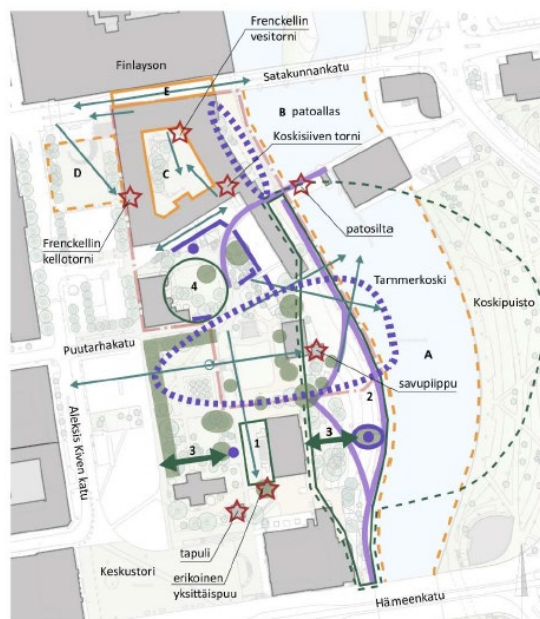 Frenckellin
vesitorni
Finlayson
Satakunnankatu
E
B patoallas
Koskisiiven torni
D
C
Frenckellin
kellotorni
patosilta
4
Tammerkoski
Koskipuisto
Puutarhakatu
A
savupiippu
2
Aleksis Kiven katu
1
3
3
tapuli
Keskustori
erikoinen
yksittäispuu
Hämeenkatu